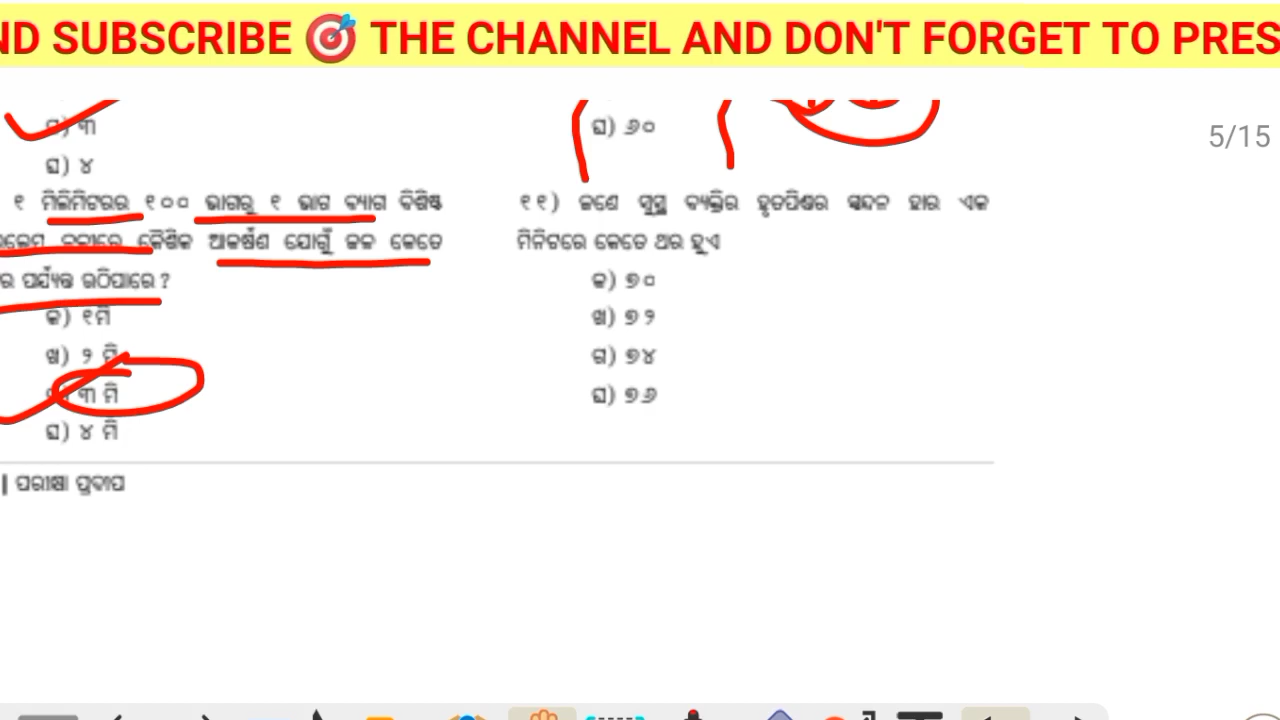 ND SUBSCRIBE 🎯 THE CHANNEL AND DON'T FORGET TO PRES
5/15
୩
ଘ) ୪
୧ ମିଲିମିଟରର ୧୦୦ ଭାଗରୁ ୧ ଭାଗ ବ୍ୟାଗ ବିଶିଷ୍ଟ
କୈଶିକ ଆକର୍ଷଣ ଯୋଗୁଁ ଜଳ କେତେ
ର ପର୍ଯ୍ୟନ୍ତ ଉଠିପାରେ ?
କ) ୧ମି
ଖ) ୨ ମି
୩ ମି
ଘ) ୪ ମି
| ପରୀକ୍ଷା ପ୍ରଦୀପ
ଘ) ୬୦
୧୧) ଜଣେ ସୁସ୍ଥ ବ୍ୟକ୍ତିର ହୃତପିଣ୍ଡର ସ୍ପନ୍ଦନ ହାର ଏକ
ମିନିଟରେ କେତେ ଥର ହୁଏ
କ) ୭୦
ଖ) ୭୨
ଗ) ୭୪
ଘ) ୭୬